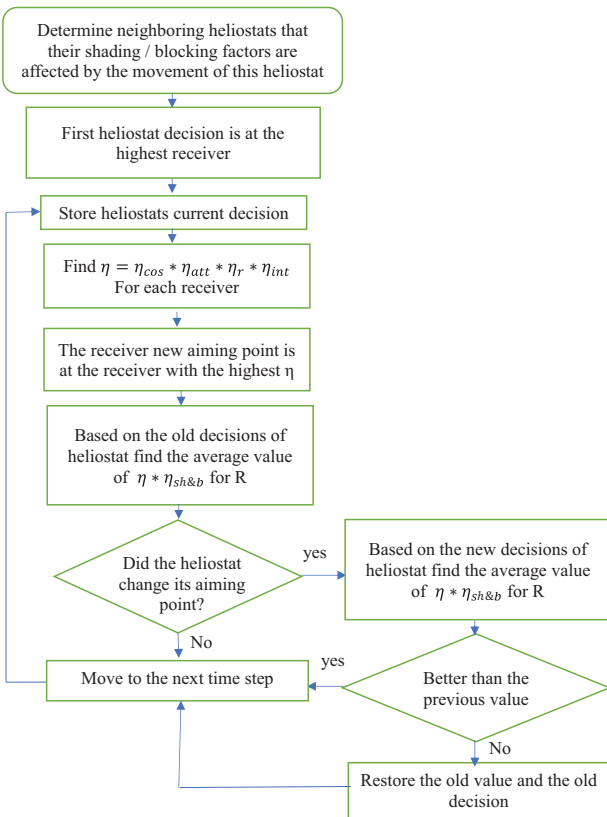 Determine neighboring heliostats that
their shading / blocking factors are
affected by the movement of this heliostat
First heliostat decision is at the
highest receiver
Store heliostats current decision
Find η = η_cos * η_att * η_r * η_int
For each receiver
The receiver new aiming point is
at the receiver with the highest η
Based on the old decisions of
heliostat find the average value
of η * η_sh&b for R
Did the heliostat
change its aiming
point?
yes
No
Based on the new decisions of
heliostat find the average value
of η * η_sh&b for R
Better than the
previous value
yes
No
Move to the next time step
Restore the old value and the old
decision